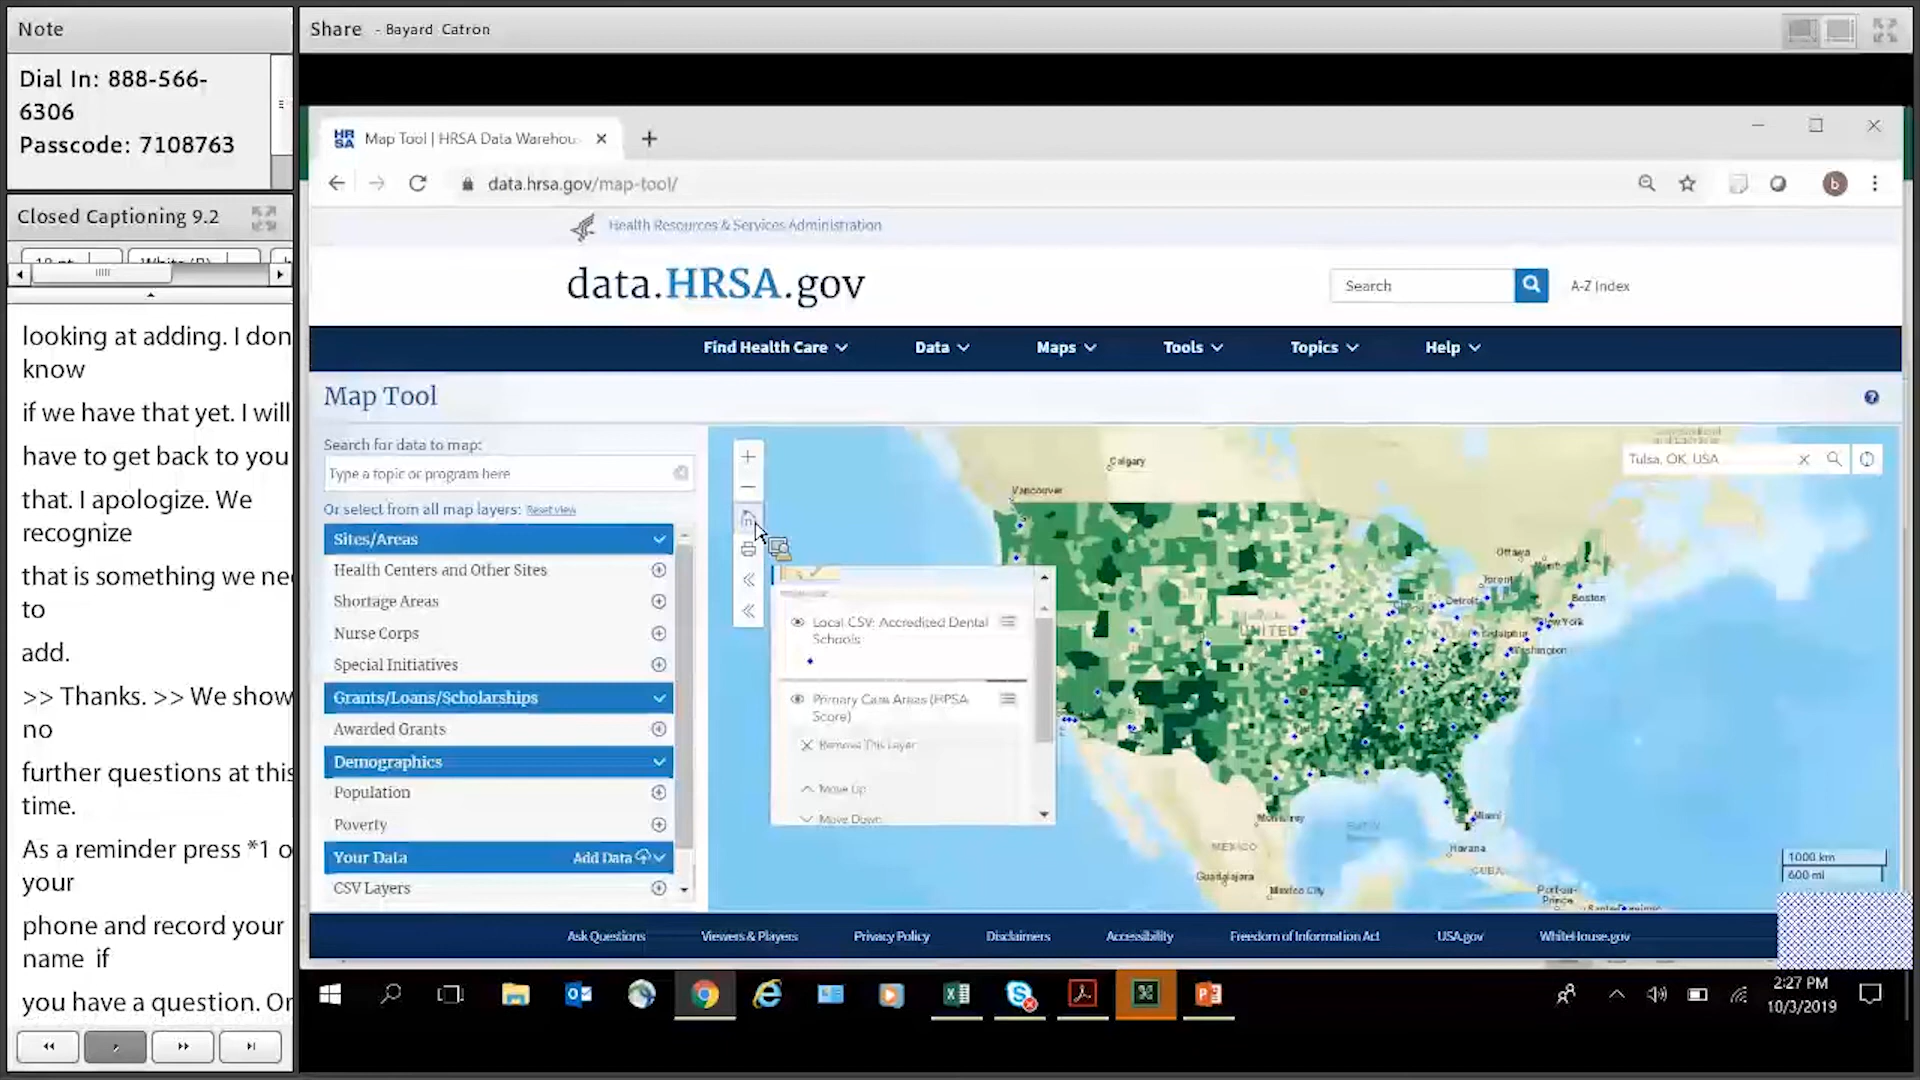 Note
Dial In: 888-566-
6306
Passcode: 7108763
Closed Captioning 9.2
looking at adding. I don
know
if we have that yet. I will
have to get back to you
that. I apologize. We
recognize
that is something we ne
to
add.
>> Thanks. >> We show
no
further questions at this
time.
As a reminder press *1 o
your
phone and record your
name if
you have a question. Or
Share - Bayard Catron
HR
SA
Map Tool | HRSA Data Warehou
data.hrsa.gov/map-tool/
b
Health Resources & Services Administration
data.HRSA.gov
Search
A-Z Index
Find Health Care
Data
Maps
Tools
Topics
Help
Map Tool
Search for data to map:
Type a topic or program here
Or select from all map layers: Reset view
Sites/Areas
Health Centers and Other Sites
Shortage Areas
Nurse Corps
Special Initiatives
Grants/Loans/Scholarships
Awarded Grants
Demographics
Population
Poverty
Your Data Add Data
CSV Layers
Local CSV: Accredited Dental
Schools
Primary Care Areas (HPSA
Score)
Remove This Layer
Move Up
Move Down
Tulsa, OK, USA
Calgary
Vancouver
Ottawa
Toronto
Detroit
Boston
New York
Washington
UNITED
Monterrey
Miami
Havana
MEXICO
CUBA
Guadalajara
Mexico City
Port-au-
Prince
1000 km
600 mi
Ask Questions
Viewers & Players
Privacy Policy
Disclaimers
Accessibility
Freedom of Information Act
USA.gov
WhiteHouse.gov
2:27 PM
10/3/2019